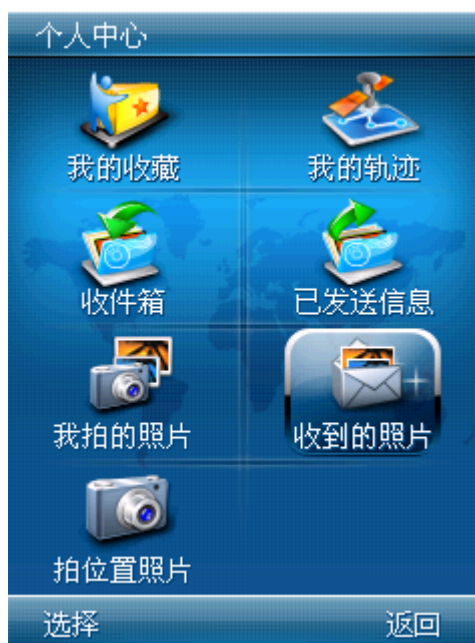 个人中心
我的收藏
我的轨迹
收件箱
已发送信息
我拍的照片
收到的照片
拍位置照片
选择
返回